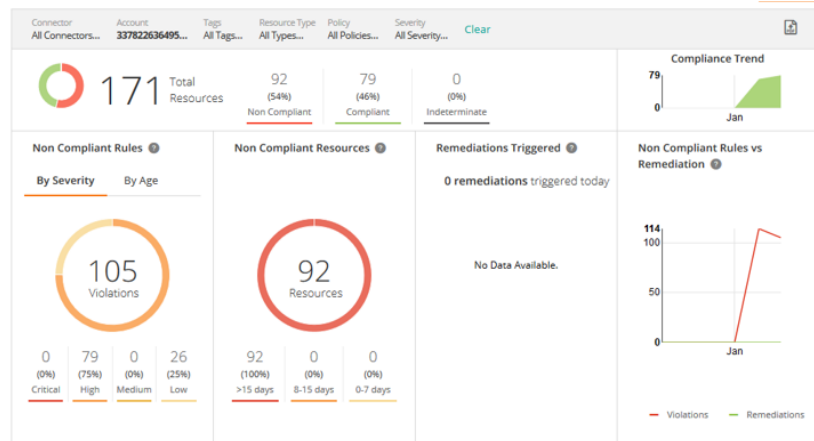 Connector Account Tags Resource Type Policy Severity
All Connectors... 337822636495... All Tags... All Types... All Policies... All Severity... Clear
171 Total Resources
92 (54%) Non Compliant
79 (46%) Compliant
0 (0%) Indeterminate
Compliance Trend
79
0
Jan
Non Compliant Rules ?
By Severity By Age
105
Violations
0 79 0 26
(0%) (75%) (0%) (25%)
Critical High Medium Low
Non Compliant Resources ?
92
Resources
92 0 0
(100%) (0%) (0%)
>15 days 8-15 days 0-7 days
Remediations Triggered ?
0 remediations triggered today
No Data Available.
Non Compliant Rules vs
Remediation ?
114
100
50
0
Jan
Violations Remediations